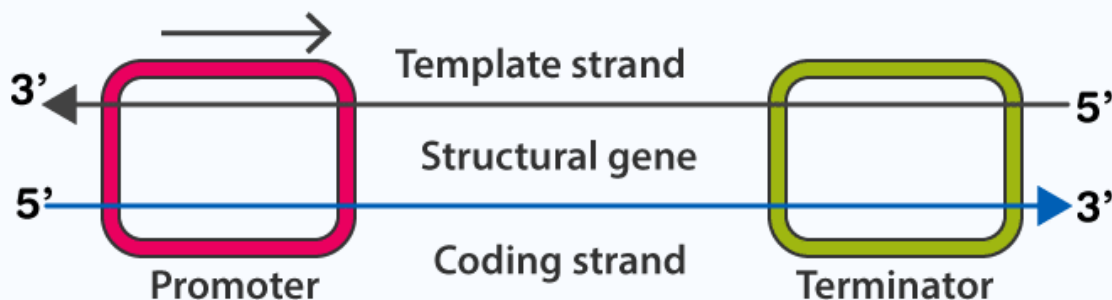 Template strand
3’ 5’
Structural gene
5’ 3’
Coding strand
Promoter Terminator